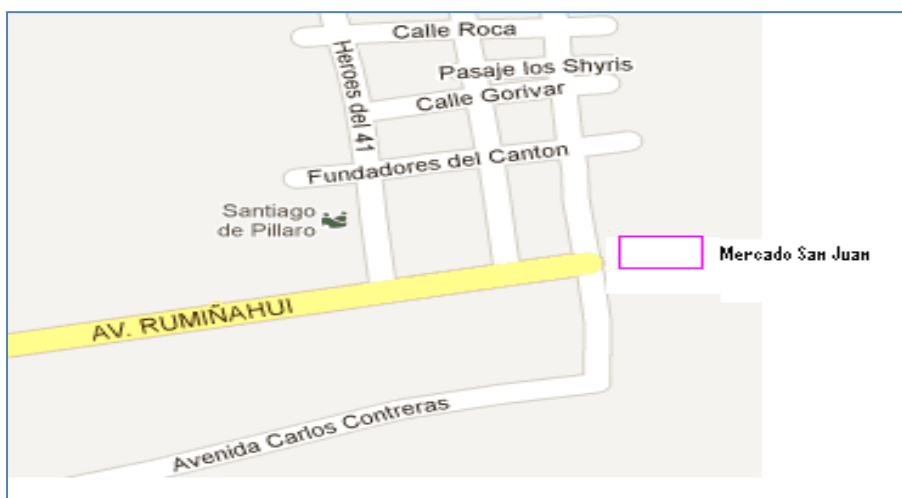 Calle Roca
Heroes del 41
Pasaje los Shyris
Calle Gorivar
Fundadores del Canton
Santiago
de Pillaro
Mercado San Juan
AV. RUMIÑAHUI
Avenida Carlos Contreras